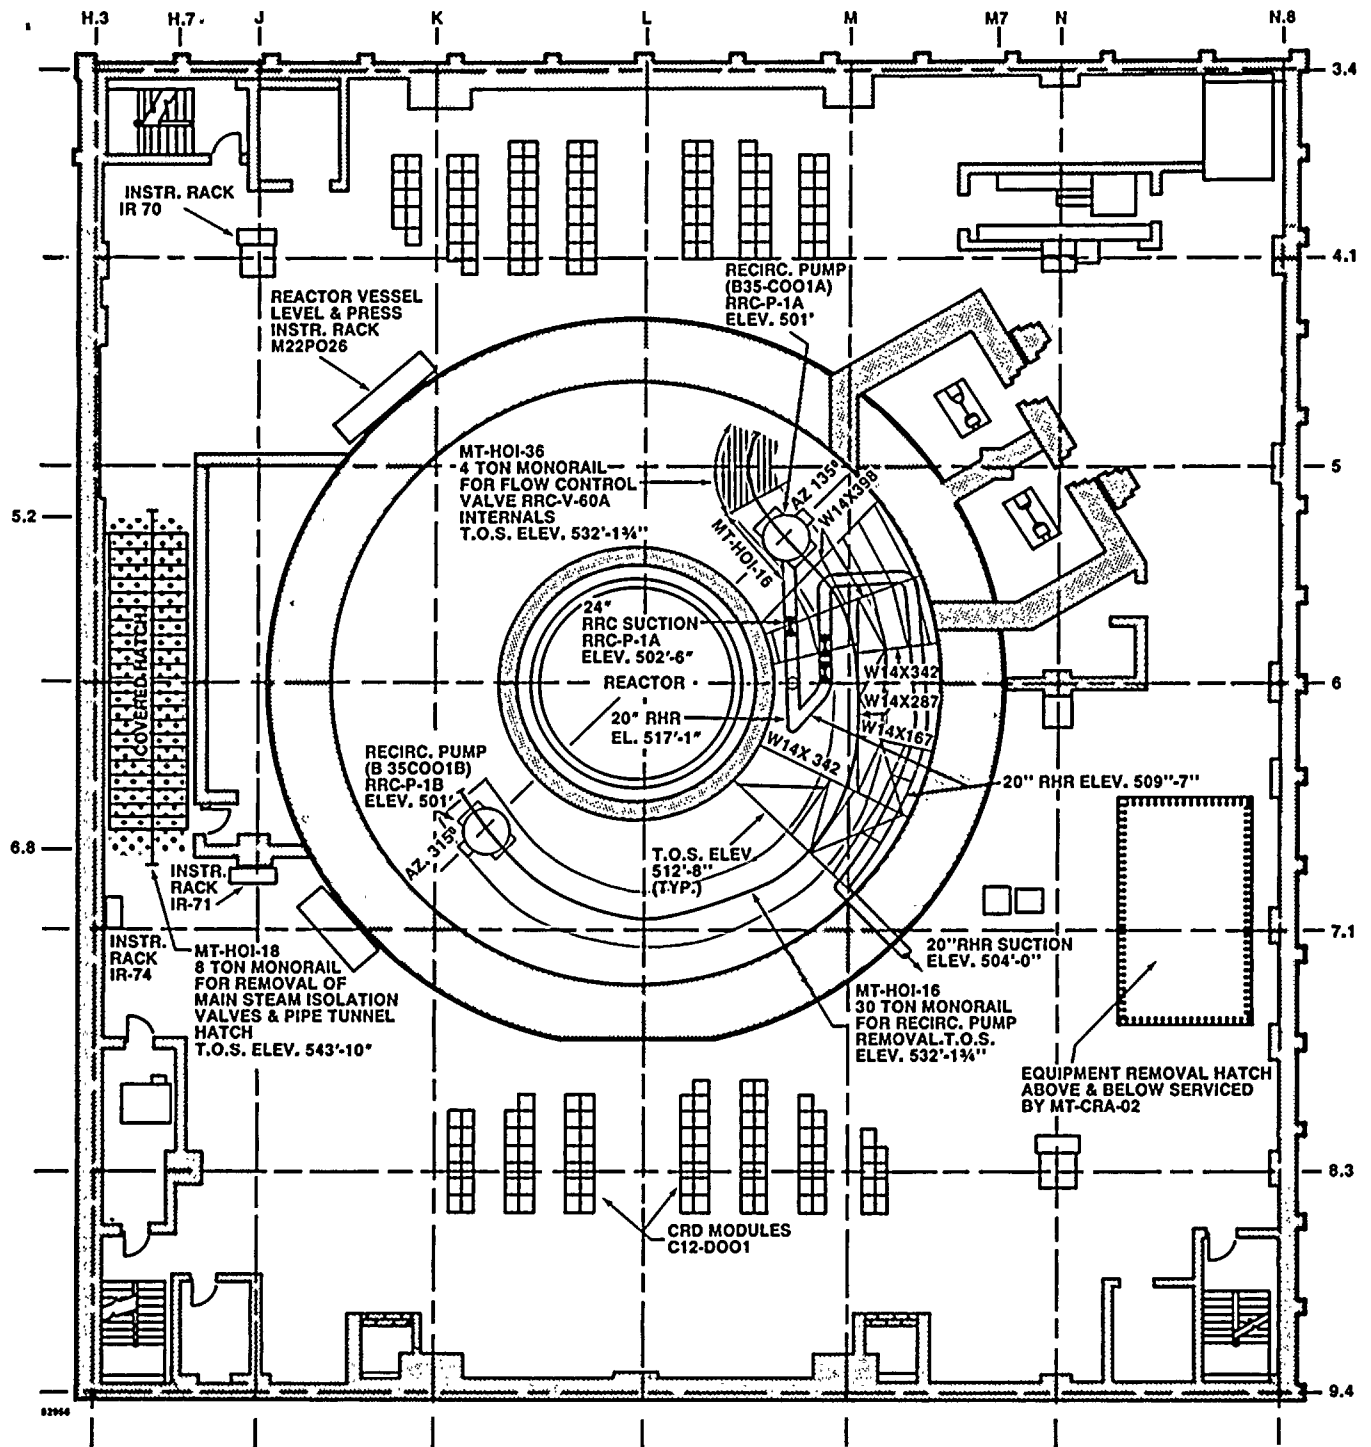 H.3 H.7 J K L M M7 N N.8
3.4
INSTR. RACK
IR 70
4.1
RECIRC. PUMP
(B35-COO1A)
RRC-P-1A
ELEV. 501'
REACTOR VESSEL
LEVEL & PRESS
INSTR. RACK
M22PO26
MT-HOI-36
4 TON MONORAIL
FOR FLOW CONTROL
VALVE RRC-V-60A
INTERNALS
T.O.S. ELEV. 532'-1¾"
AZ 135°
W14X398
MT-HOI-16
5
5.2
COVERED HATCH
24"
RRC SUCTION
RRC-P-1A
ELEV. 502'-6"
REACTOR
W14X342
W14X287
W14X167
6
20" RHR
EL. 517'-1"
W14X 342
RECIRC. PUMP
(B 35COO1B)
RRC-P-1B
ELEV. 501'
AZ. 315°
20" RHR ELEV. 509"-7"
6.8
T.O.S. ELEV.
512'-8"
(TYP.)
INSTR.
RACK
IR-71
INSTR.
RACK
IR-74
7.1
20"RHR SUCTION
ELEV. 504'-0"
MT-HOI-18
8 TON MONORAIL
FOR REMOVAL OF
MAIN STEAM ISOLATION
VALVES & PIPE TUNNEL
HATCH
T.O.S. ELEV. 543'-10"
MT-HOI-16
30 TON MONORAIL
FOR RECIRC. PUMP
REMOVAL.T.O.S.
ELEV. 532'-1¾"
EQUIPMENT REMOVAL HATCH
ABOVE & BELOW SERVICED
BY MT-CRA-02
8.3
CRD MODULES
C12-DOO1
9.4